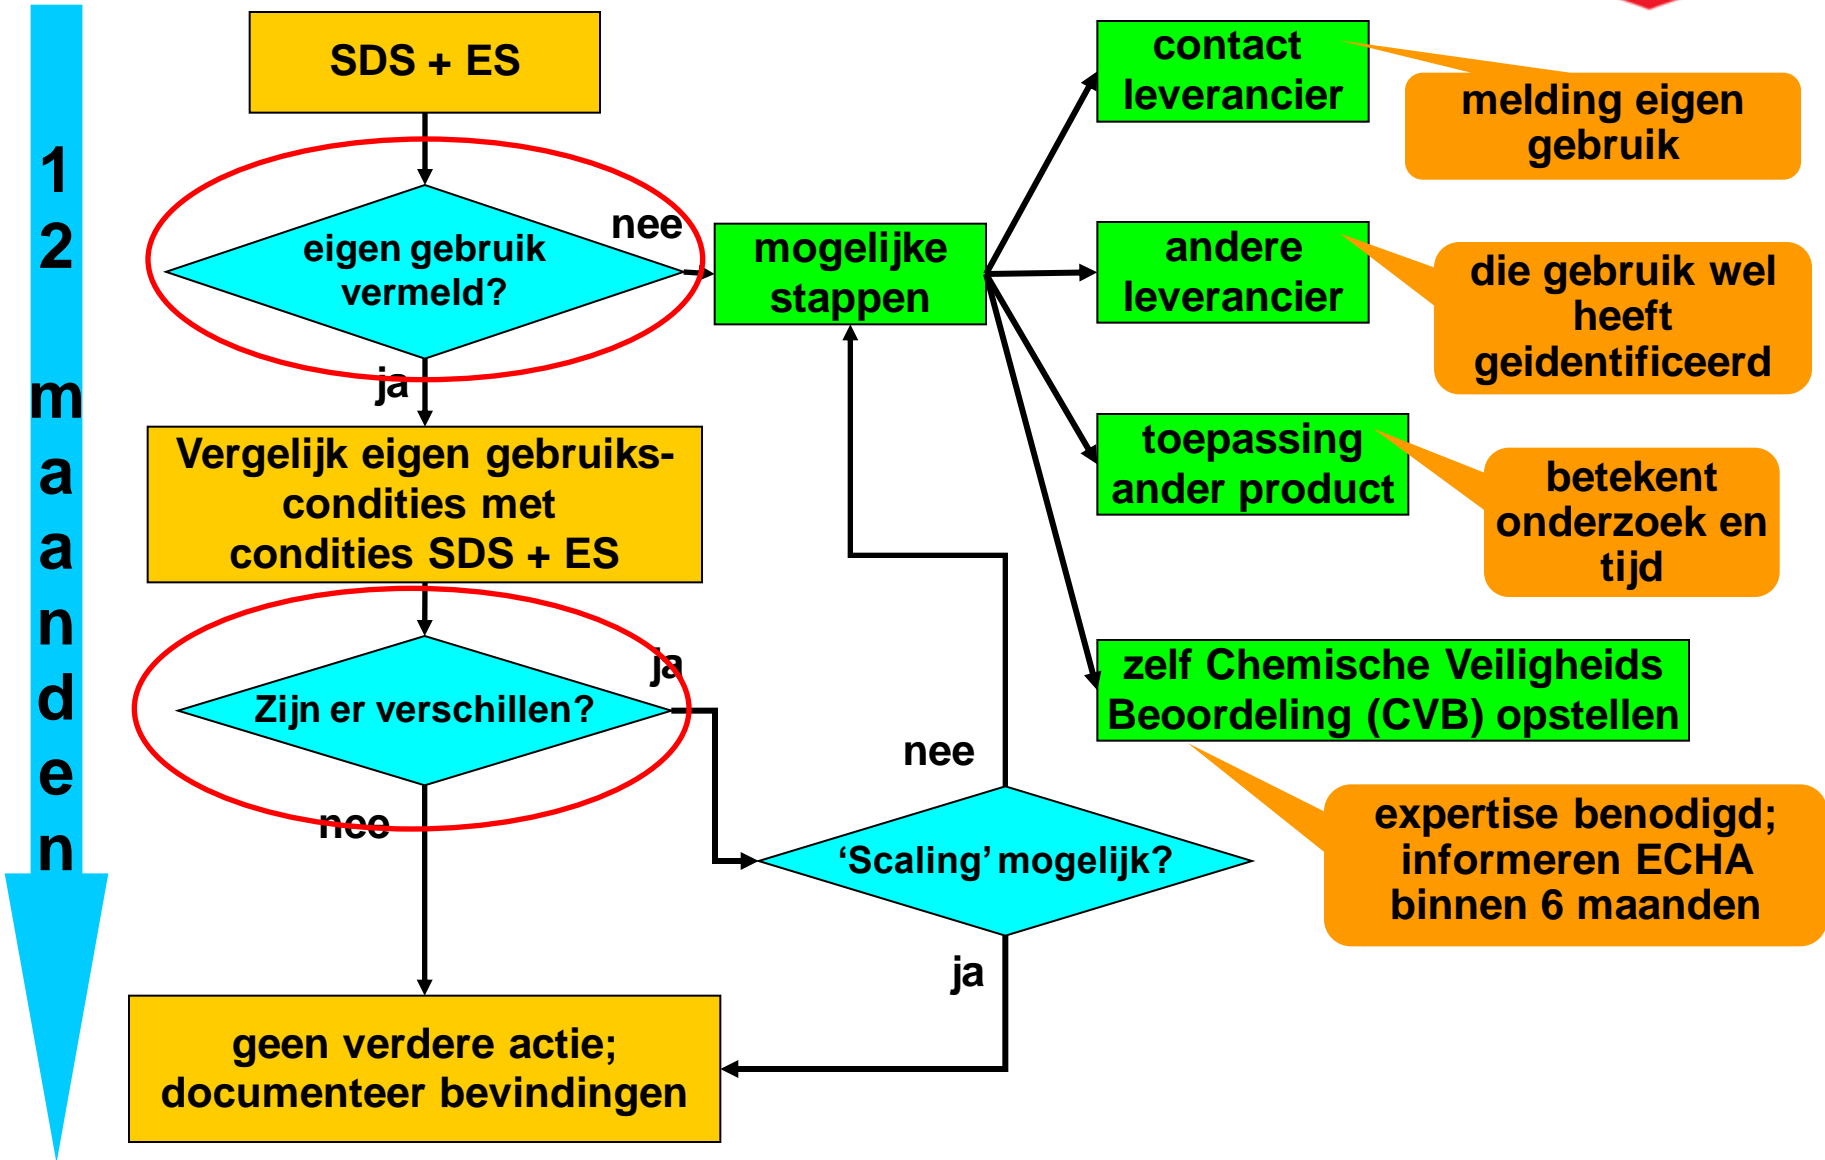 12 maanden
SDS + ES
eigen gebruik
vermeld?
nee
ja
Vergelijk eigen gebruiks-
condities met
condities SDS + ES
Zijn er verschillen?
ja
nee
geen verdere actie;
documenteer bevindingen
mogelijke
stappen
nee
‘Scaling’ mogelijk?
ja
contact
leverancier
melding eigen
gebruik
andere
leverancier
die gebruik wel
heeft
geidentificeerd
toepassing
ander product
betekent
onderzoek en
tijd
zelf Chemische Veiligheids
Beoordeling (CVB) opstellen
expertise benodigd;
informeren ECHA
binnen 6 maanden